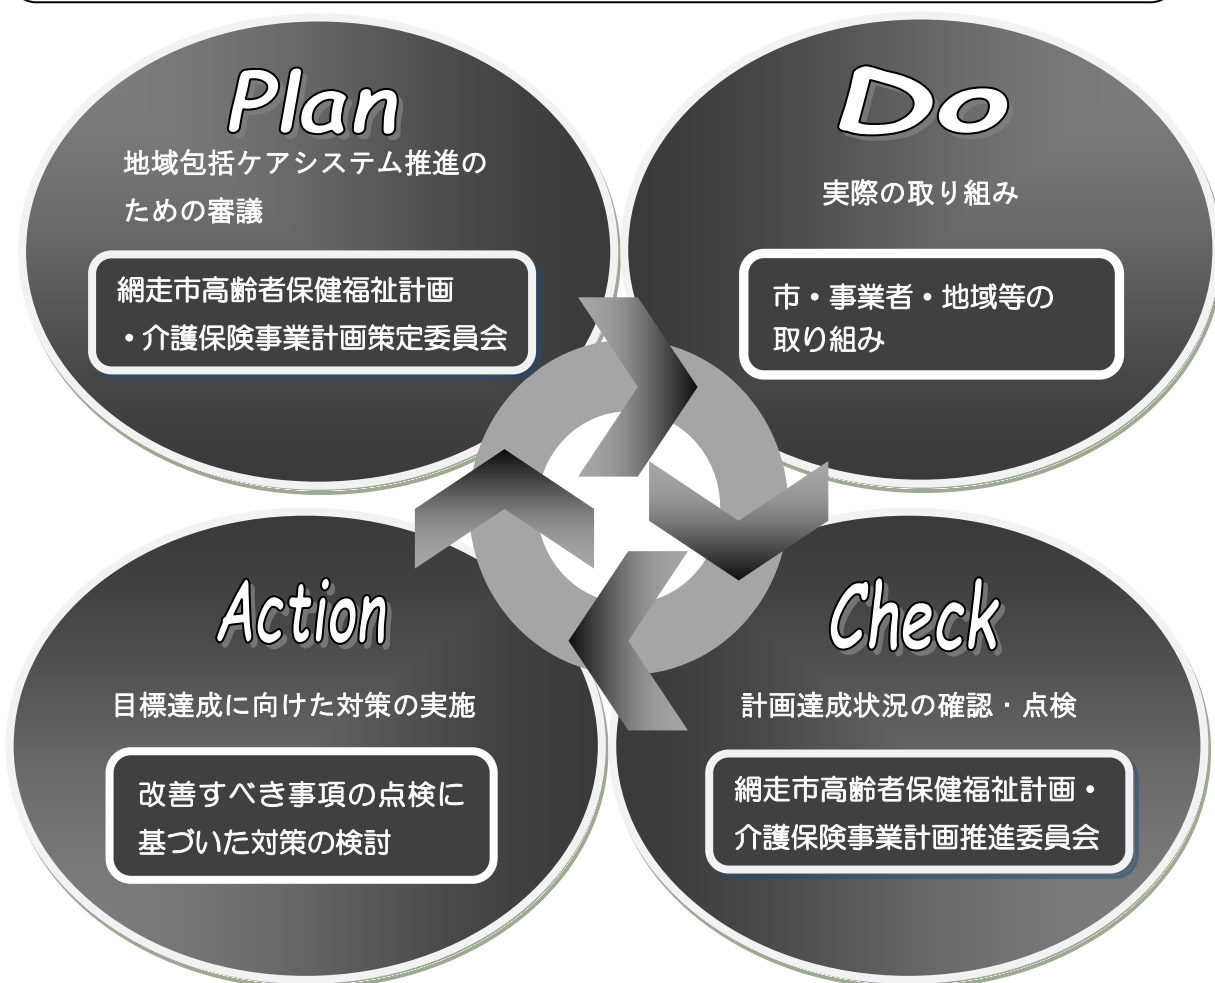 Plan
地域包括ケアシステム推進の
ための審議
網走市高齢者保健福祉計画
・介護保険事業計画策定委員会
Do
実際の取り組み
市・事業者・地域等の
取り組み
Action
目標達成に向けた対策の実施
改善すべき事項の点検に
基づいた対策の検討
Check
計画達成状況の確認・点検
網走市高齢者保健福祉計画・
介護保険事業計画推進委員会